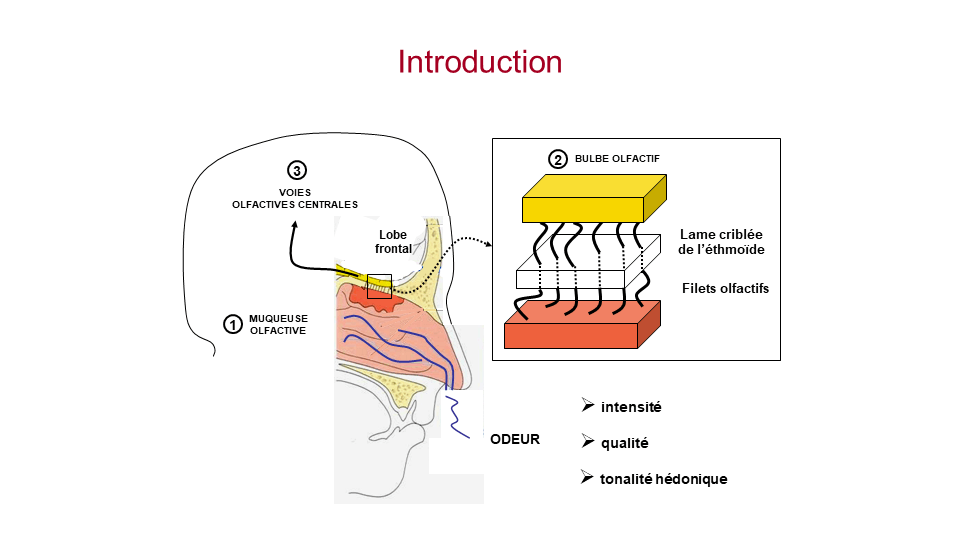 Introduction
3
VOIES
OLFACTIVES CENTRALES
Lobe
frontal
1
MUQUEUSE
OLFACTIVE
2
BULBE OLFACTIF
Lame criblée
de l’éthmoïde
Filets olfactifs
ODEUR
➢ intensité
➢ qualité
➢ tonalité hédonique